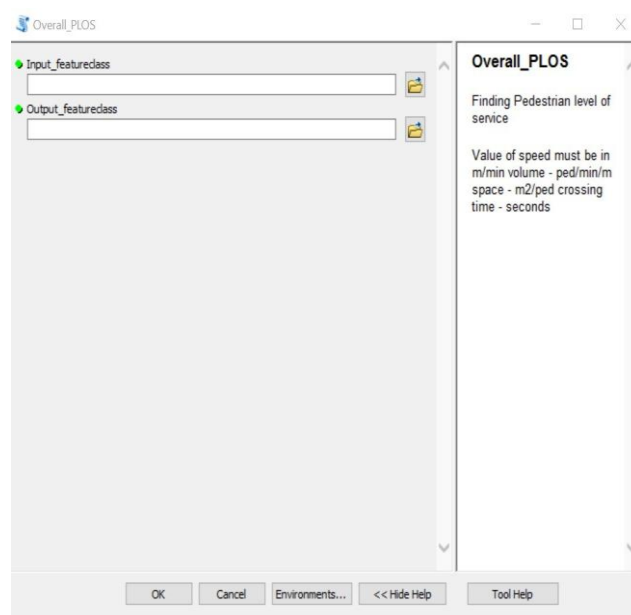 Overall_PLOS
Input_featureclass
Output_featureclass
Overall_PLOS
Finding Pedestrian level of
service
Value of speed must be in
m/min volume - ped/min/m
space - m2/ped crossing
time - seconds
OK
Cancel
Environments...
<< Hide Help
Tool Help